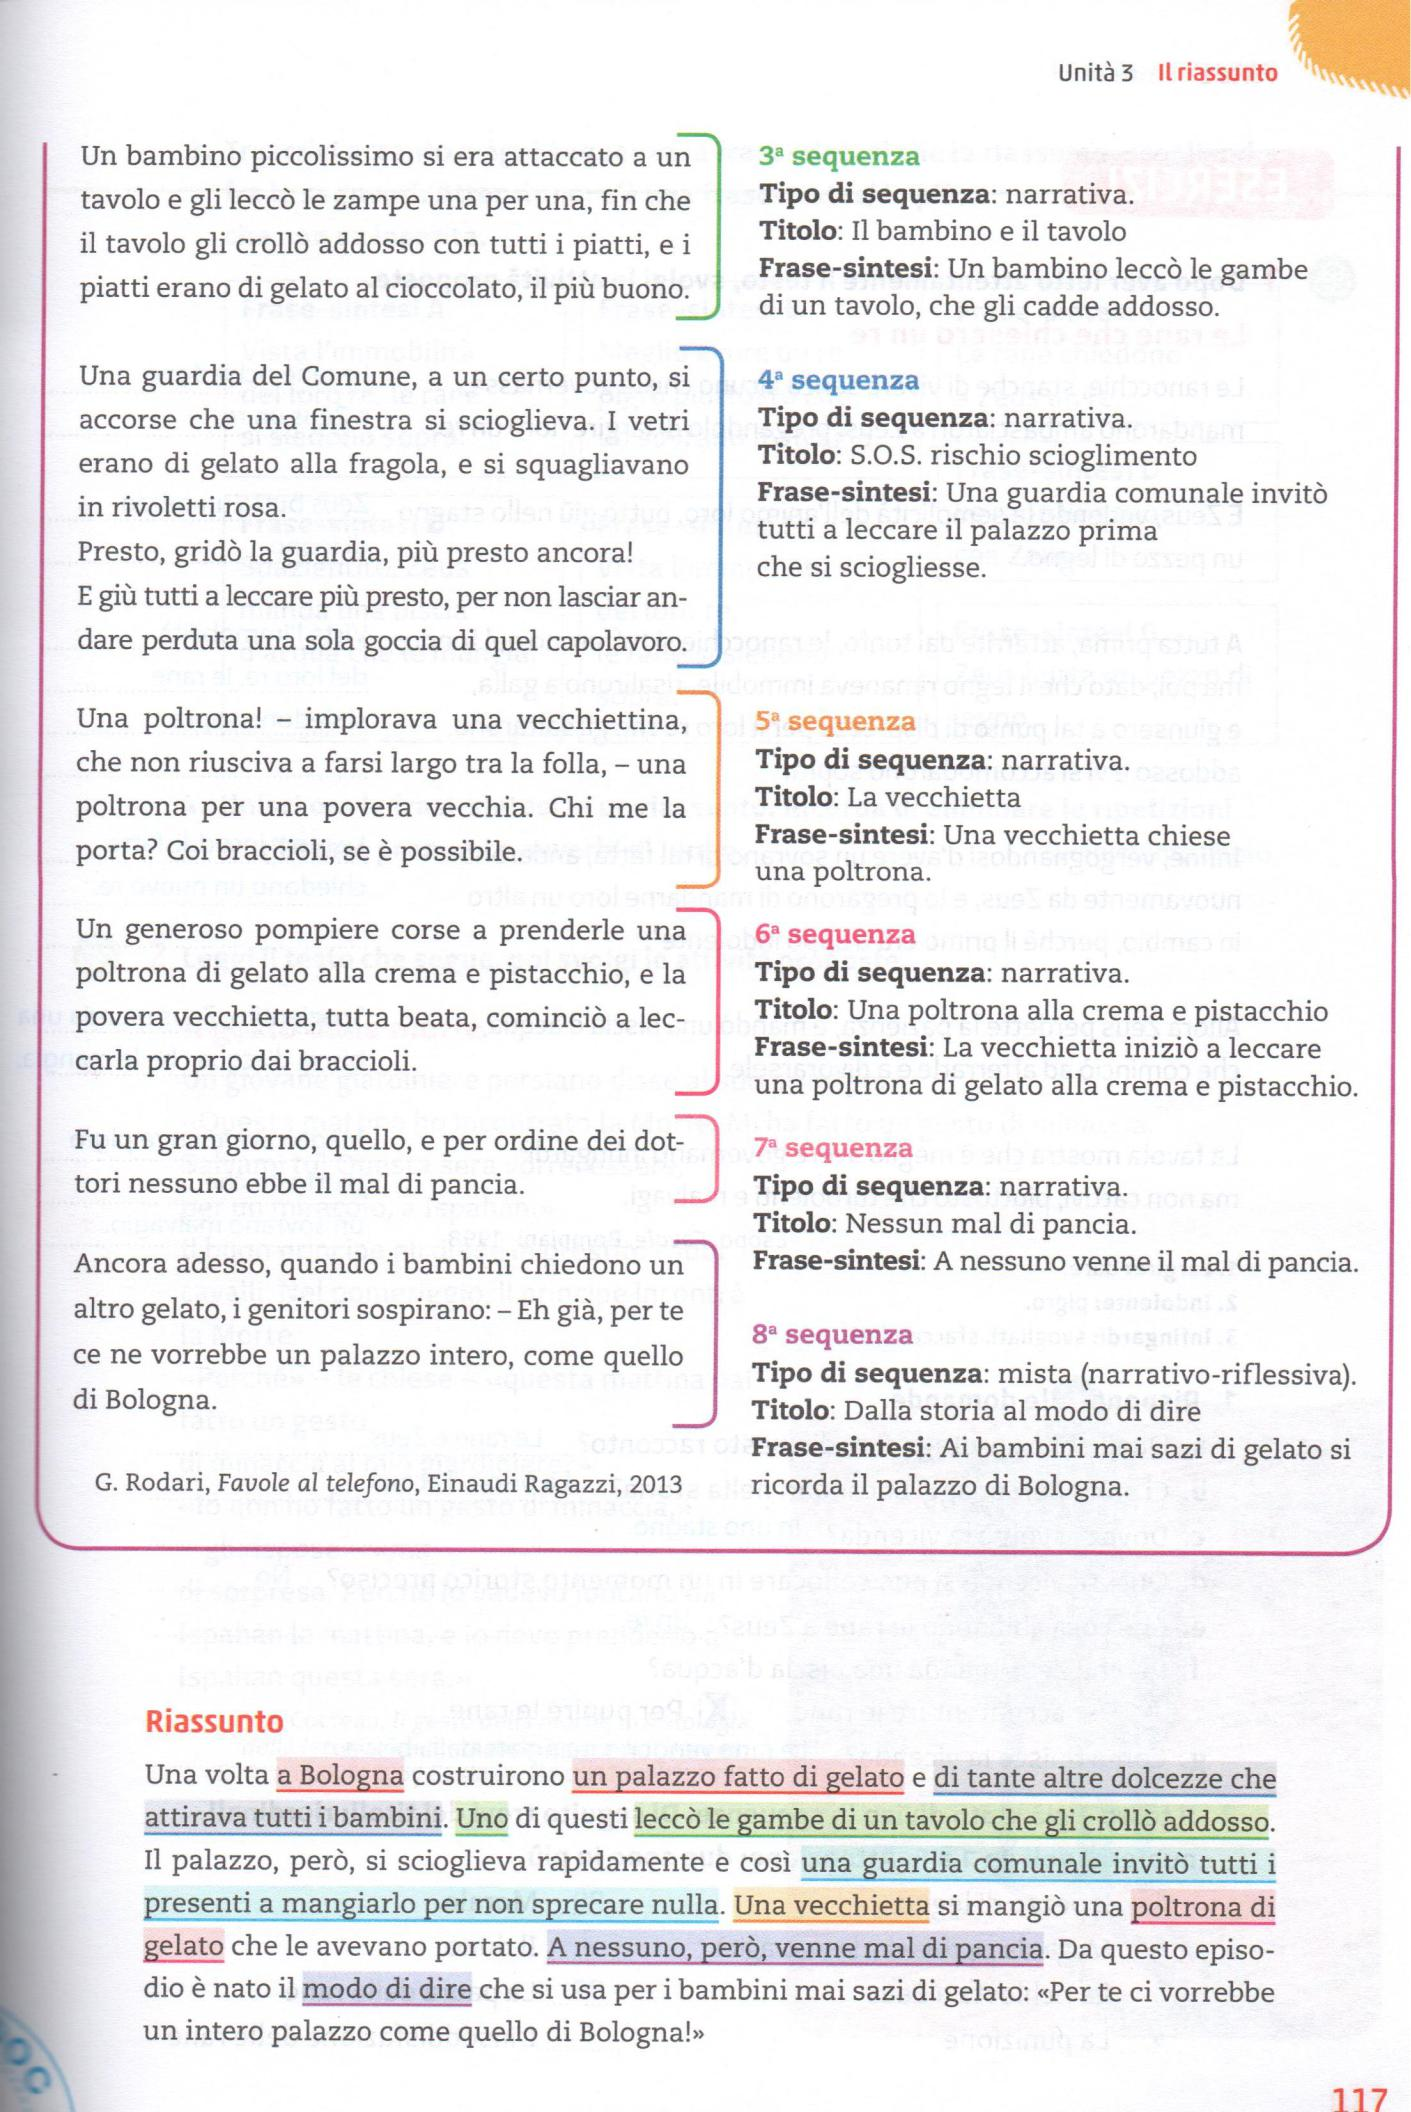 Unità 3 Il riassunto
Un bambino piccolissimo si era attaccato a un
tavolo e gli leccò le zampe una per una, fin che
il tavolo gli crollò addosso con tutti i piatti, e i
piatti erano di gelato al cioccolato, il più buono.
3ª sequenza
Tipo di sequenza: narrativa.
Titolo: Il bambino e il tavolo
Frase-sintesi: Un bambino leccò le gambe
di un tavolo, che gli cadde addosso.
Una guardia del Comune, a un certo punto, si
accorse che una finestra si scioglieva. I vetri
erano di gelato alla fragola, e si squagliavano
in rivoletti rosa.
Presto, gridò la guardia, più presto ancora!
E giù tutti a leccare più presto, per non lasciar an-
dare perduta una sola goccia di quel capolavoro.
4ª sequenza
Tipo di sequenza: narrativa.
Titolo: S.O.S. rischio scioglimento
Frase-sintesi: Una guardia comunale invitò
tutti a leccare il palazzo prima
che si sciogliesse.
Una poltrona! – implorava una vecchiettina,
che non riusciva a farsi largo tra la folla, – una
poltrona per una povera vecchia. Chi me la
porta? Coi braccioli, se è possibile.
5ª sequenza
Tipo di sequenza: narrativa.
Titolo: La vecchietta
Frase-sintesi: Una vecchietta chiese
una poltrona.
Un generoso pompiere corse a prenderle una
poltrona di gelato alla crema e pistacchio, e la
povera vecchietta, tutta beata, cominciò a lec-
carla proprio dai braccioli.
6ª sequenza
Tipo di sequenza: narrativa.
Titolo: Una poltrona alla crema e pistacchio
Frase-sintesi: La vecchietta iniziò a leccare
una poltrona di gelato alla crema e pistacchio.
Fu un gran giorno, quello, e per ordine dei dot-
tori nessuno ebbe il mal di pancia.
7ª sequenza
Tipo di sequenza: narrativa.
Titolo: Nessun mal di pancia.
Frase-sintesi: A nessuno venne il mal di pancia.
Ancora adesso, quando i bambini chiedono un
altro gelato, i genitori sospirano: – Eh già, per te
ce ne vorrebbe un palazzo intero, come quello
di Bologna.
G. Rodari, Favole al telefono, Einaudi Ragazzi, 2013
8ª sequenza
Tipo di sequenza: mista (narrativo-riflessiva).
Titolo: Dalla storia al modo di dire
Frase-sintesi: Ai bambini mai sazi di gelato si
ricorda il palazzo di Bologna.
Riassunto
Una volta a Bologna costruirono un palazzo fatto di gelato e di tante altre dolcezze che
attirava tutti i bambini. Uno di questi leccò le gambe di un tavolo che gli crollò addosso.
Il palazzo, però, si scioglieva rapidamente e così una guardia comunale invitò tutti i
presenti a mangiarlo per non sprecare nulla. Una vecchietta si mangiò una poltrona di
gelato che le avevano portato. A nessuno, però, venne mal di pancia. Da questo episo-
dio è nato il modo di dire che si usa per i bambini mai sazi di gelato: «Per te ci vorrebbe
un intero palazzo come quello di Bologna!»
OC
117